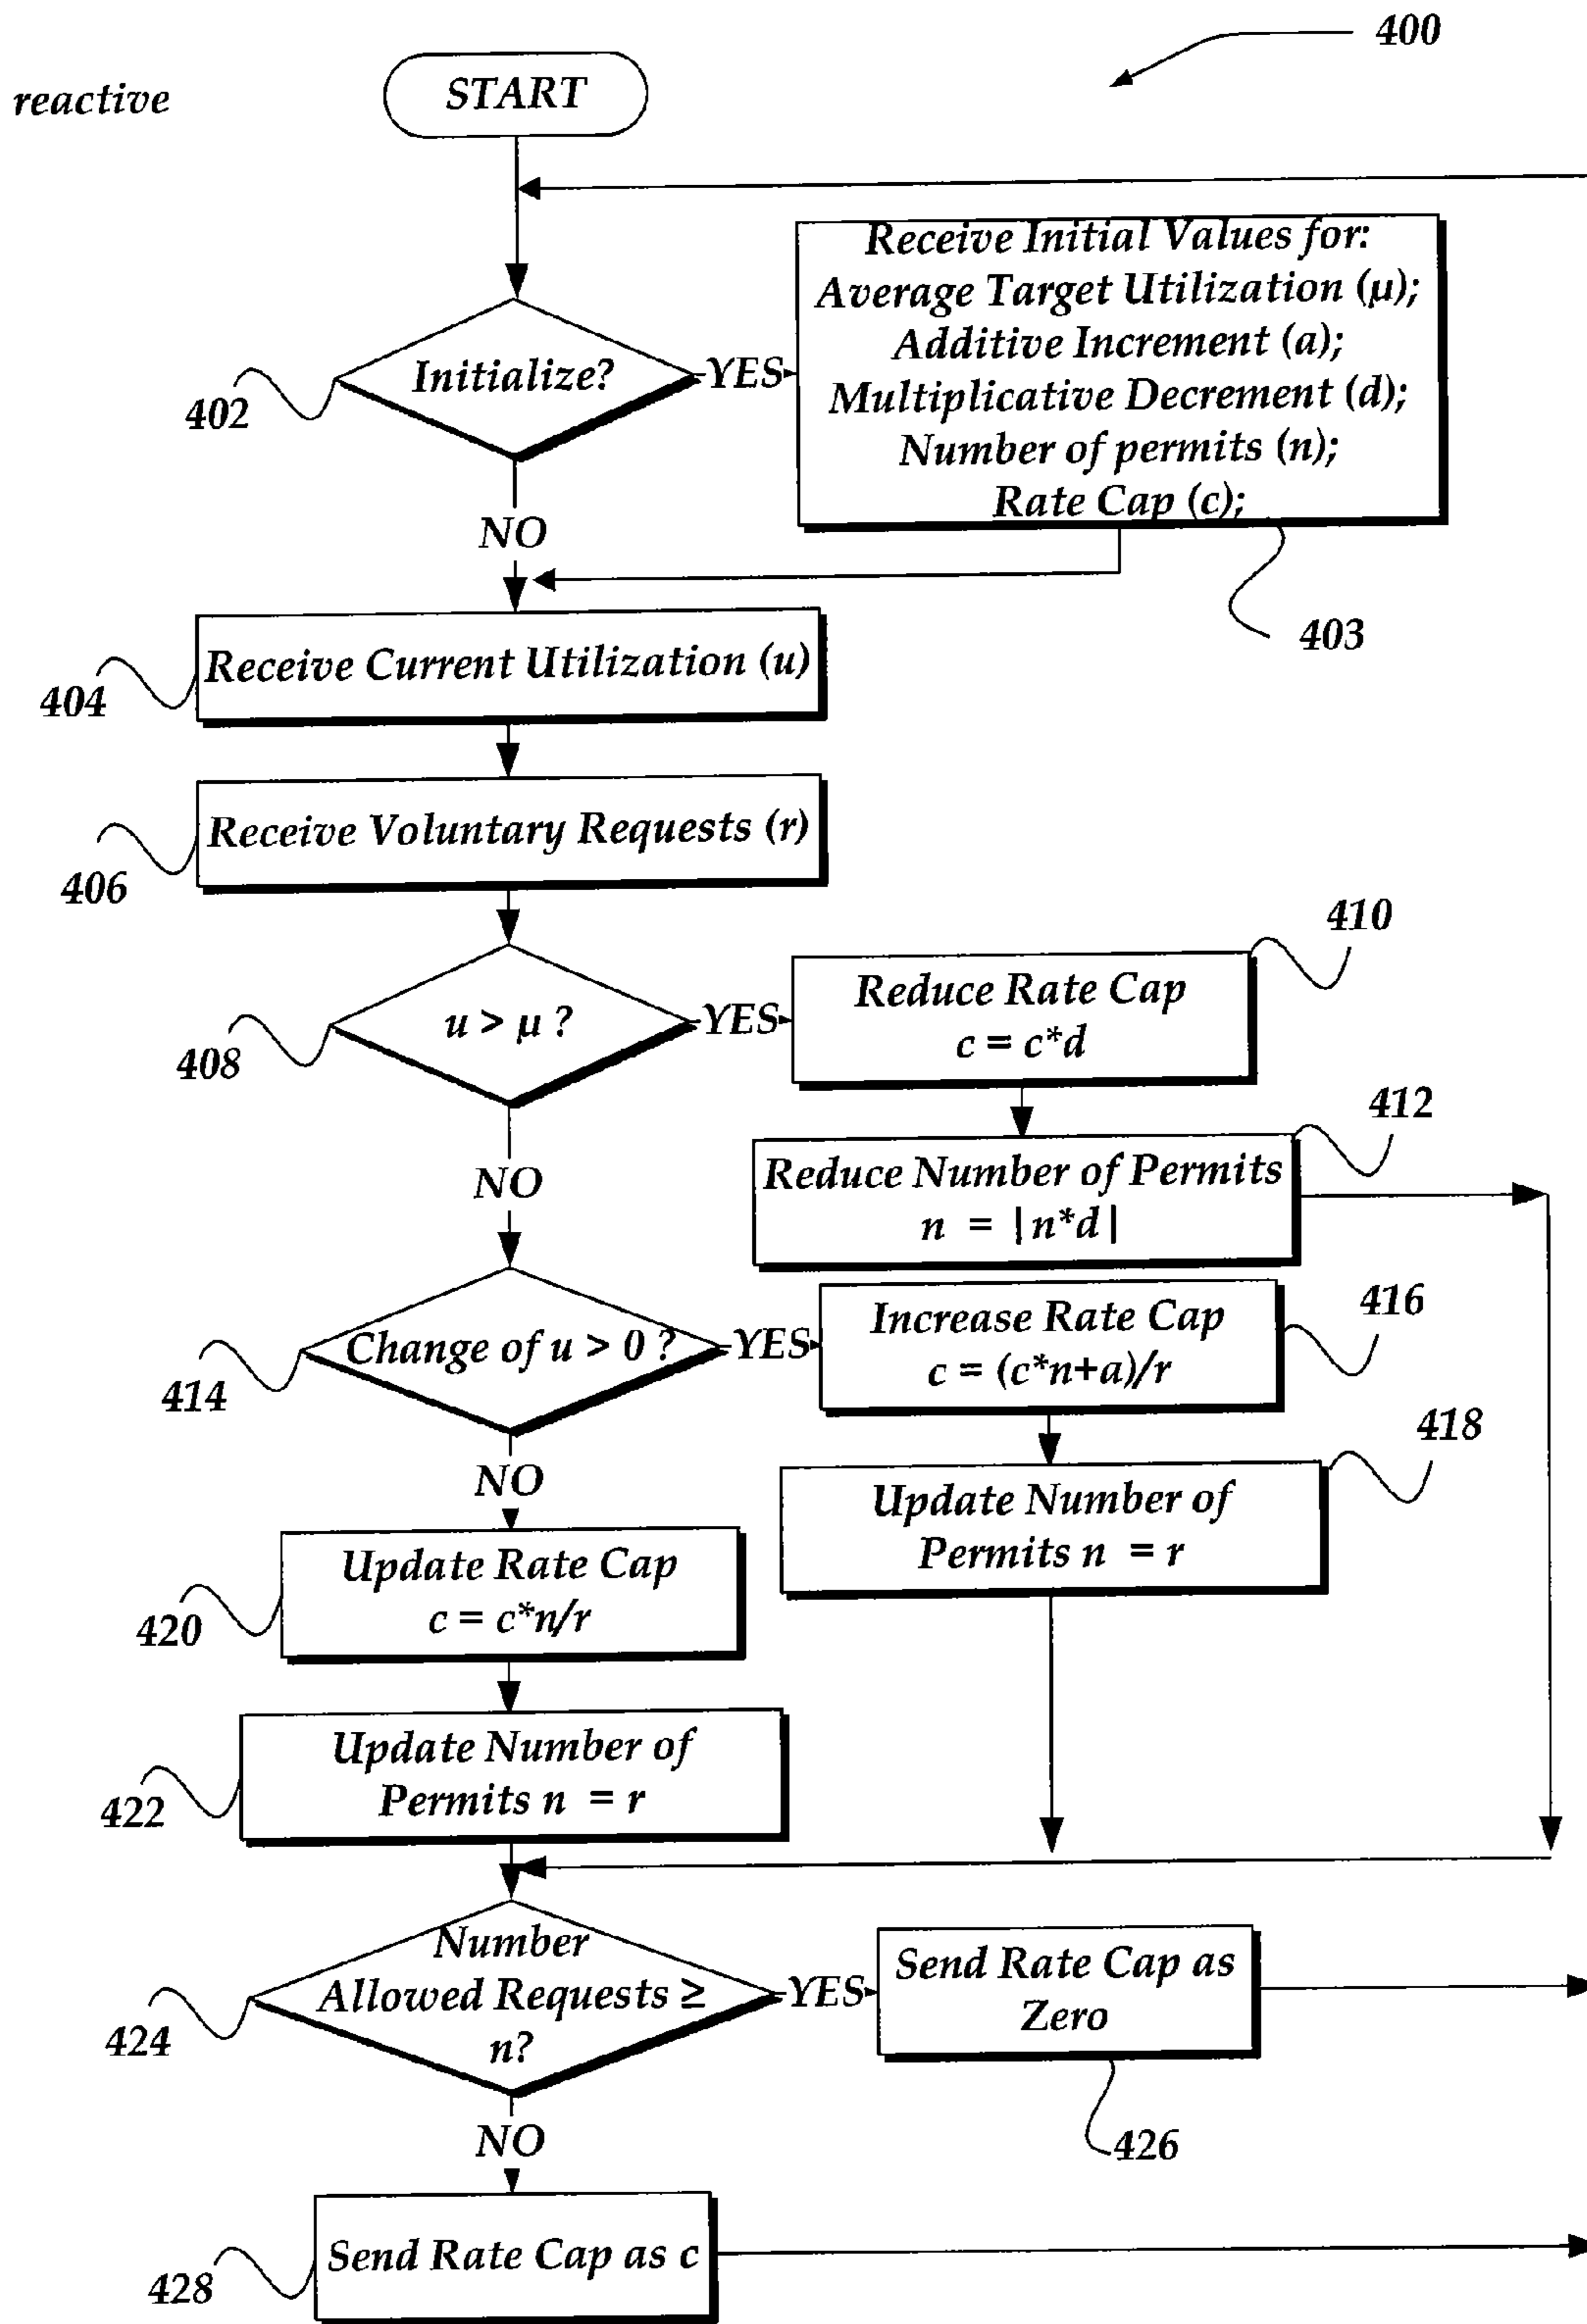 400
reactive
START
Receive Initial Values for:
Average Target Utilization (µ);
Additive Increment (a);
Multiplicative Decrement (d);
Number of permits (n);
Rate Cap (c);
Initialize?
YES
402
NO
403
Receive Current Utilization (u)
404
Receive Voluntary Requests (r)
406
410
Reduce Rate Cap
c = c*d
u > µ ?
YES
408
412
Reduce Number of Permits
n = |n*d|
NO
416
Increase Rate Cap
c = (c*n+a)/r
Change of u > 0 ?
YES
414
418
NO
Update Number of
Permits n = r
Update Rate Cap
c = c*n/r
420
Update Number of
Permits n = r
422
Number
Allowed Requests ≥
n?
YES
424
Send Rate Cap as
Zero
426
NO
Send Rate Cap as c
428